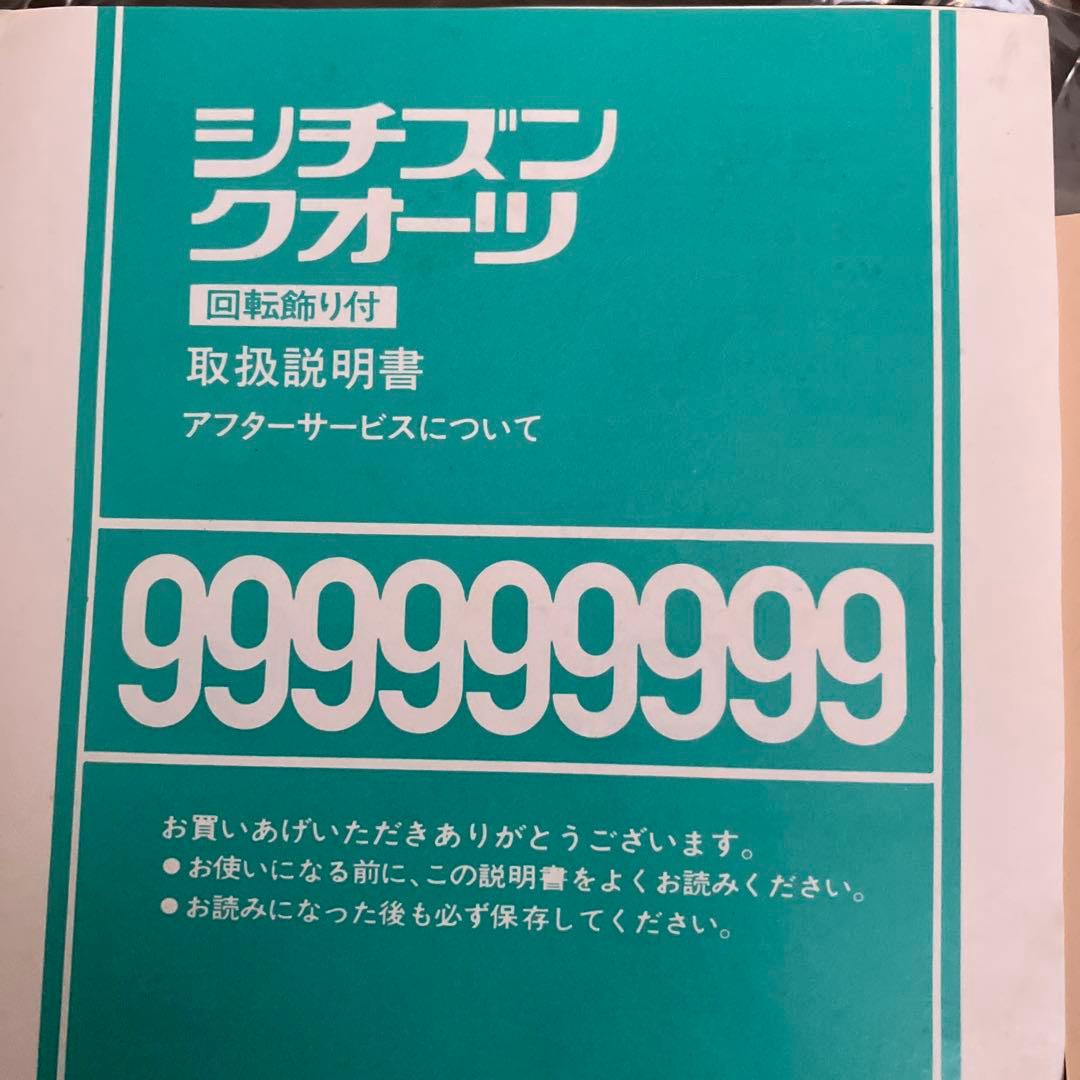 シチズン
クオーツ
回転飾り付
取扱説明書
アフターサービスについて
999999999
お買いあげいただきありがとうございます。
●お使いになる前に、この説明書をよくお読みください。
●お読みになった後も必ず保存してください。